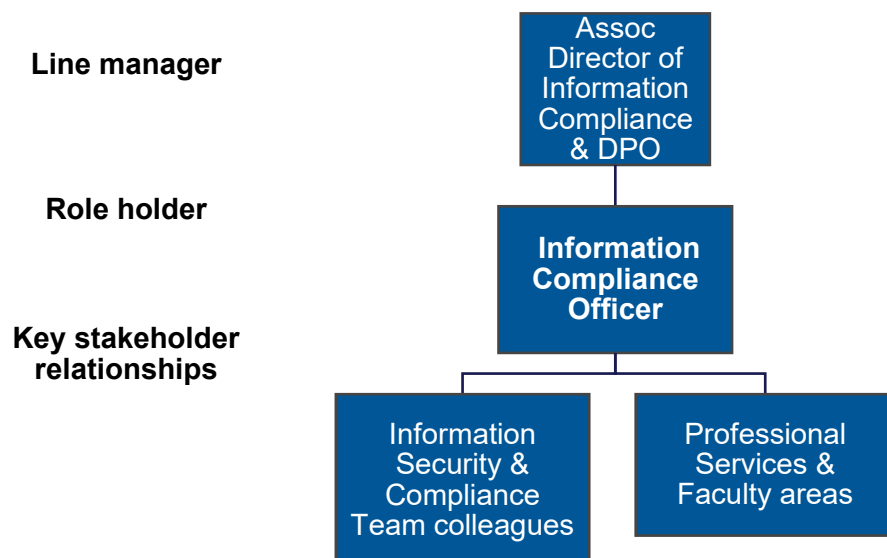 Line manager
Assoc
Director of
Information
Compliance
& DPO
Role holder
Information
Compliance
Officer
Key stakeholder
relationships
Information
Security &
Compliance
Team colleagues
Professional
Services &
Faculty areas